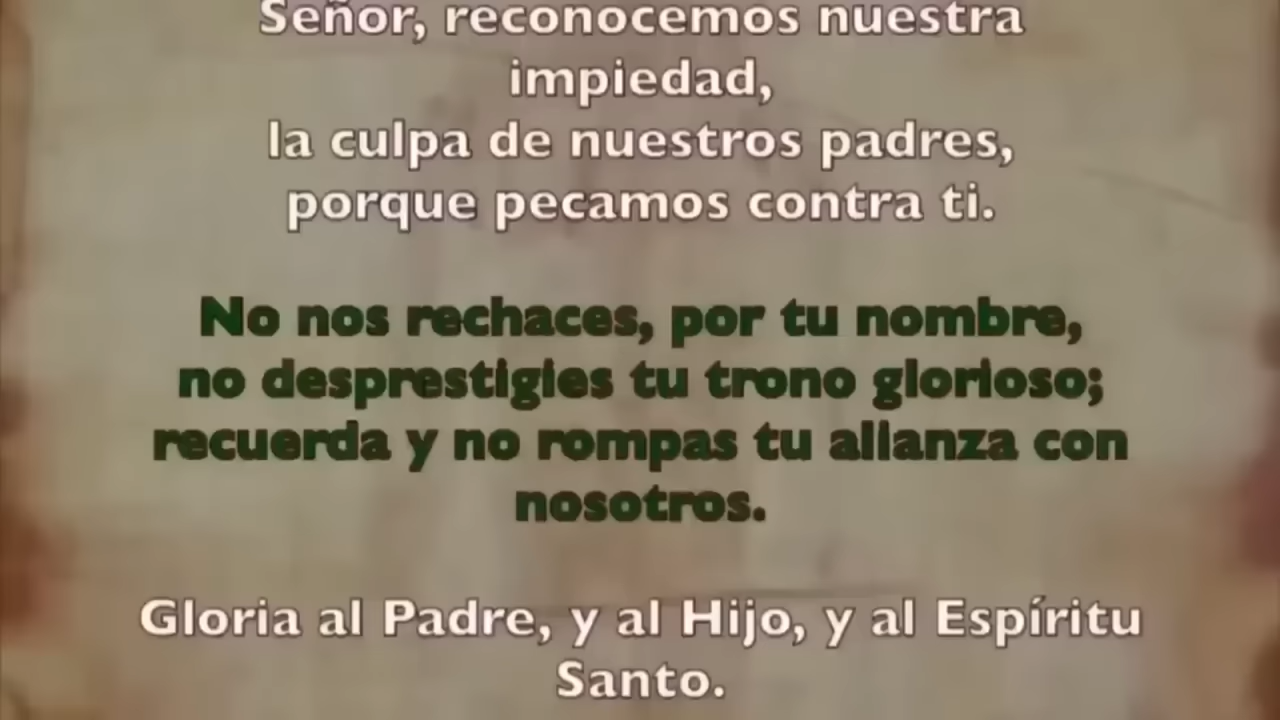 Señor, reconocemos nuestra
impiedad,
la culpa de nuestros padres,
porque pecamos contra ti.
No nos rechaces, por tu nombre,
no desprestigies tu trono glorioso;
recuerda y no rompas tu alianza con
nosotros.
Gloria al Padre, y al Hijo, y al Espíritu
Santo.